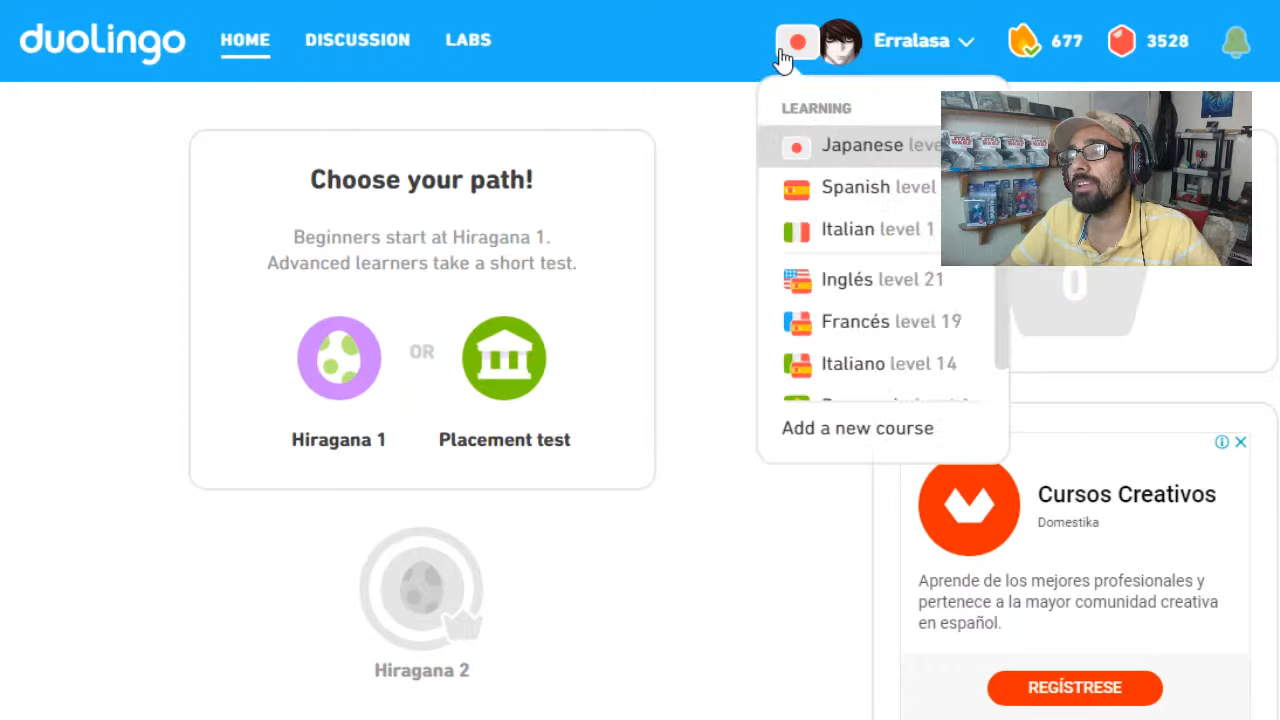 duolingo
HOME
DISCUSSION
LABS
Erralasa
677
3528
LEARNING
Japanese
Spanish level
Italian level 1
Inglés level 21
Francés level 19
Italiano level 14
Add a new course
STAR WARS
Choose your path!
Beginners start at Hiragana 1.
Advanced learners take a short test.
OR
Hiragana 1
Placement test
Hiragana 2
0
Cursos Creativos
Domestika
Aprende de los mejores profesionales y
pertenece a la mayor comunidad creativa
en español.
REGÍSTRESE